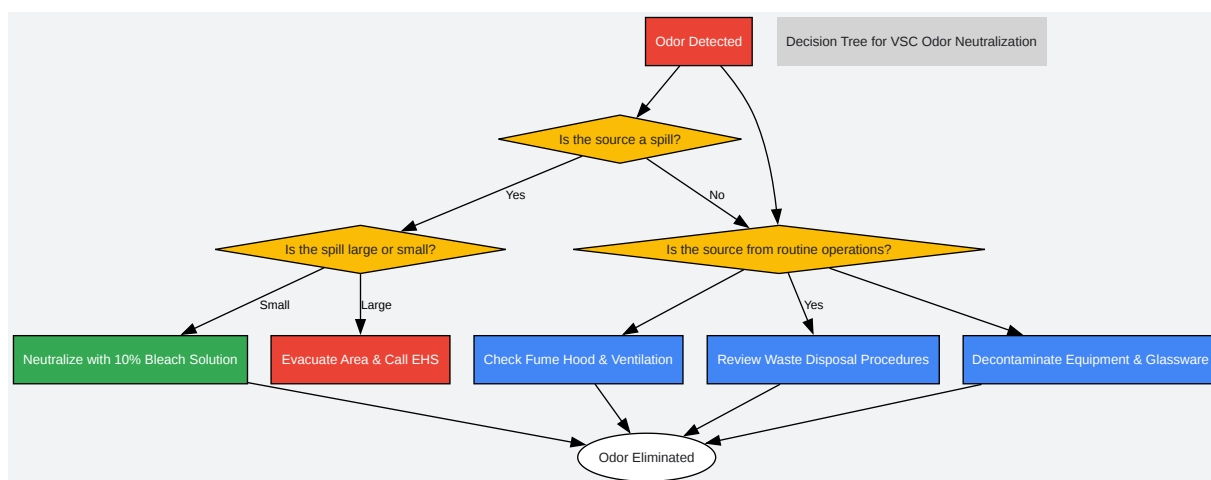 Odor Detected
Decision Tree for VSC Odor Neutralization
Is the source a spill?
Yes
No
Is the spill large or small?
Is the source from routine operations?
Small
Large
Yes
Neutralize with 10% Bleach Solution
Evacuate Area & Call EHS
Check Fume Hood & Ventilation
Review Waste Disposal Procedures
Decontaminate Equipment & Glassware
Odor Eliminated